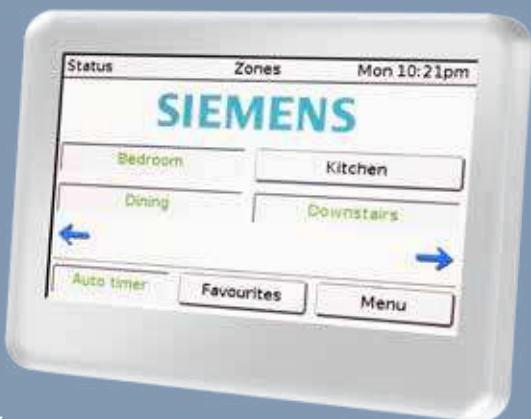 Status Zones Mon 10:21pm
SIEMENS
Bedroom Kitchen
Dining Downstairs
Auto timer Favourites Menu